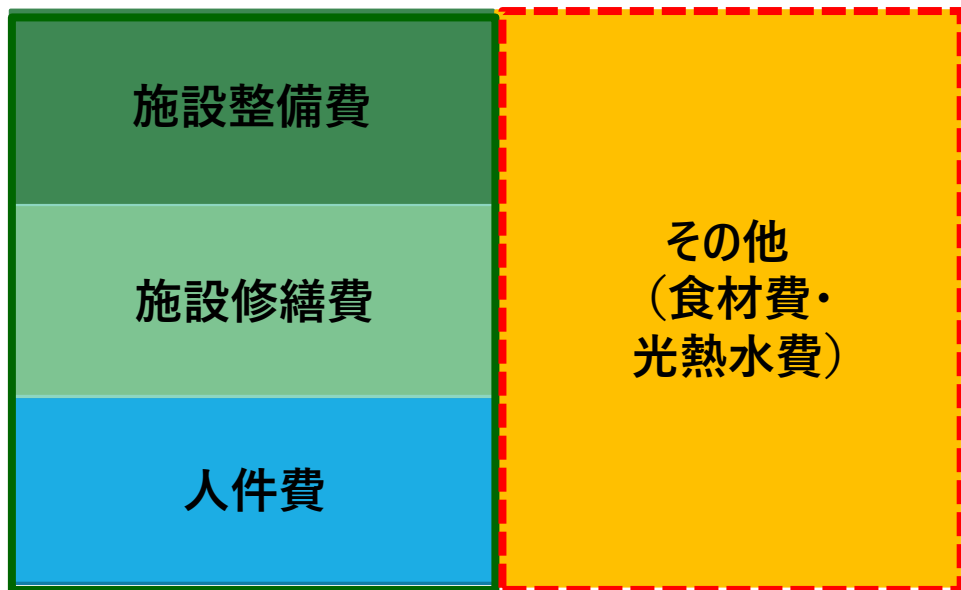 施設整備費
施設修繕費
人件費
その他
（食材費・
光熱水費）